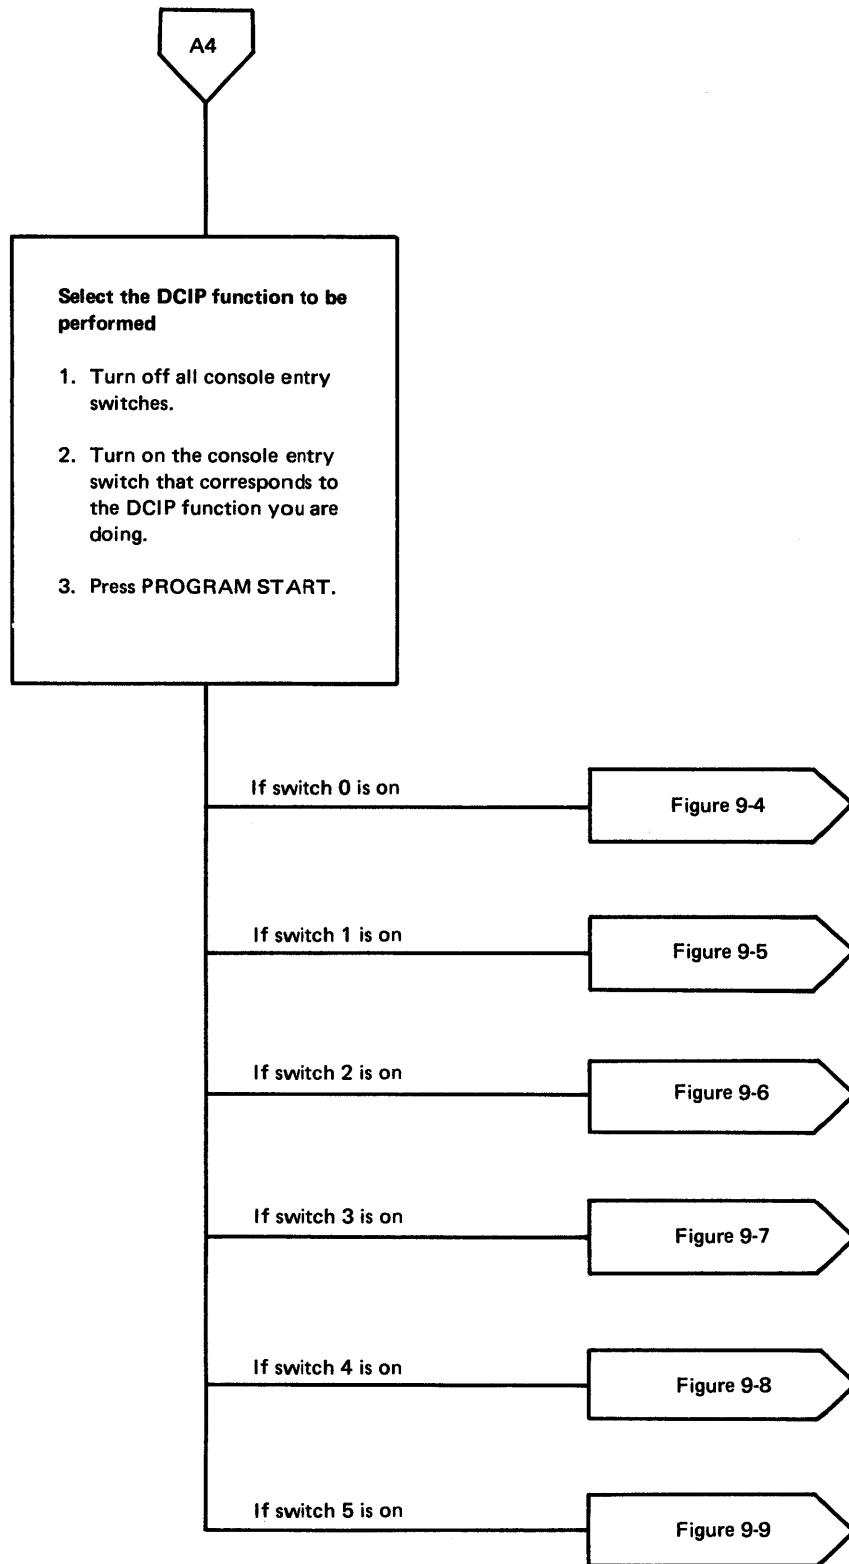 A4
Select the DCIP function to be
performed
1. Turn off all console entry
switches.
2. Turn on the console entry
switch that corresponds to
the DCIP function you are
doing.
3. Press PROGRAM START.
If switch 0 is on
Figure 9-4
If switch 1 is on
Figure 9-5
If switch 2 is on
Figure 9-6
If switch 3 is on
Figure 9-7
If switch 4 is on
Figure 9-8
If switch 5 is on
Figure 9-9